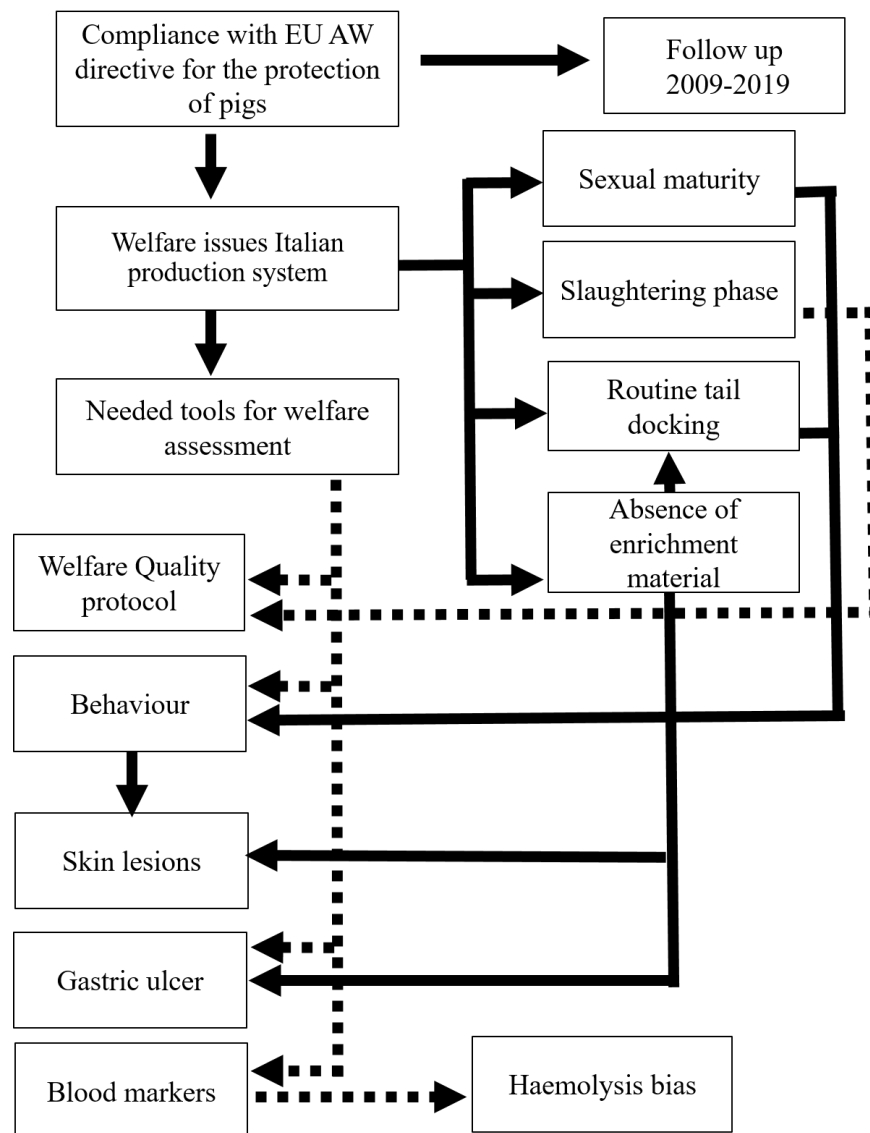 Compliance with EU AW
directive for the protection
of pigs
Follow up
2009-2019
Sexual maturity
Welfare issues Italian
production system
Slaughtering phase
Needed tools for welfare
assessment
Routine tail
docking
Absence of
enrichment
material
Welfare Quality
protocol
Behaviour
Skin lesions
Gastric ulcer
Blood markers
Haemolysis bias